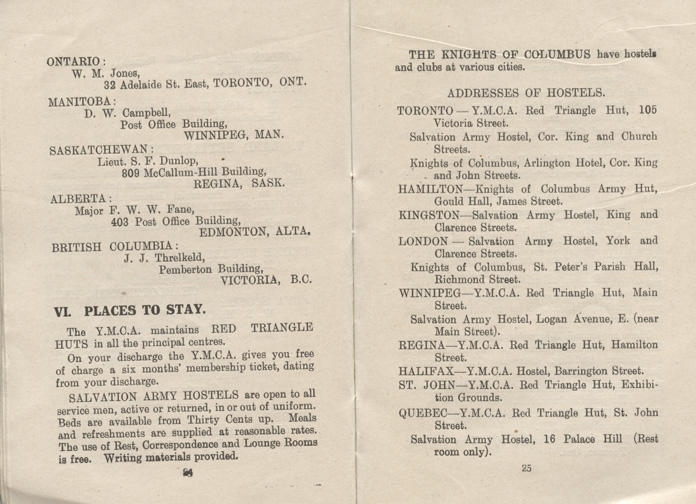 ONTARIO:
W. M. Jones,
32 Adelaide St. East, TORONTO, ONT.
MANITOBA:
D. W. Campbell,
Post Office Building,
WINNIPEG, MAN.
SASKATCHEWAN:
Lieut. S. F. Dunlop,
809 McCallum-Hill Building,
REGINA, SASK.
ALBERTA:
Major F. W. W. Fane,
403 Post Office Building,
EDMONTON, ALTA.
BRITISH COLUMBIA:
J. J. Threlkeld,
Pemberton Building,
VICTORIA, B.C.
VI. PLACES TO STAY.
The Y.M.C.A. maintains RED TRIANGLE
HUTS in all the principal centres.
On your discharge the Y.M.C.A. gives you free
of charge a six months' membership ticket, dating
from your discharge.
SALVATION ARMY HOSTELS are open to all
service men, active or returned, in or out of uniform.
Beds are available from Thirty Cents up. Meals
and refreshments are supplied at reasonable rates.
The use of Rest, Correspondence and Lounge Rooms
is free. Writing materials provided.
24
THE KNIGHTS OF COLUMBUS have hostels
and clubs at various cities.
ADDRESSES OF HOSTELS.
TORONTO — Y.M.C.A. Red Triangle Hut, 105
Victoria Street.
Salvation Army Hostel, Cor. King and Church
Streets.
Knights of Columbus, Arlington Hotel, Cor. King
and John Streets.
HAMILTON—Knights of Columbus Army Hut,
Gould Hall, James Street.
KINGSTON—Salvation Army Hostel, King and
Clarence Streets.
LONDON — Salvation Army Hostel, York and
Clarence Streets.
Knights of Columbus, St. Peter's Parish Hall,
Richmond Street.
WINNIPEG—Y.M.C.A. Red Triangle Hut, Main
Street.
Salvation Army Hostel, Logan Avenue, E. (near
Main Street).
REGINA—Y.M.C.A. Red Triangle Hut, Hamilton
Street.
HALIFAX—Y.M.C.A. Hostel, Barrington Street.
ST. JOHN—Y.M.C.A. Red Triangle Hut, Exhibi-
tion Grounds.
QUEBEC—Y.M.C.A. Red Triangle Hut, St. John
Street.
Salvation Army Hostel, 16 Palace Hill (Rest
room only).
25